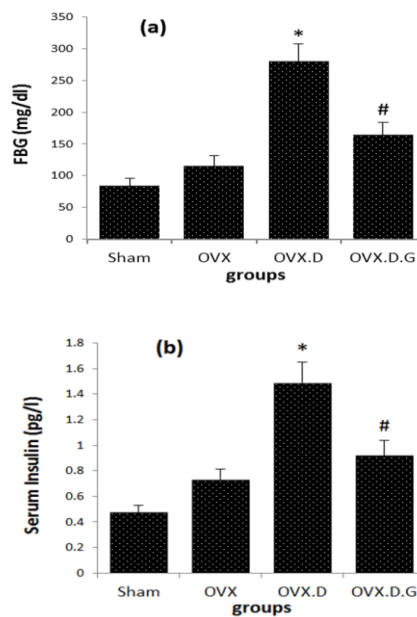 (a)
FBG (mg/dl)
350
300
250
200
150
100
50
0
*
#
Sham OVX OVX.D OVX.D.G
groups
(b)
Serum Insulin (pg/l)
1.8
1.6
1.4
1.2
1
0.8
0.6
0.4
0.2
0
*
#
Sham OVX OVX.D OVX.D.G
groups